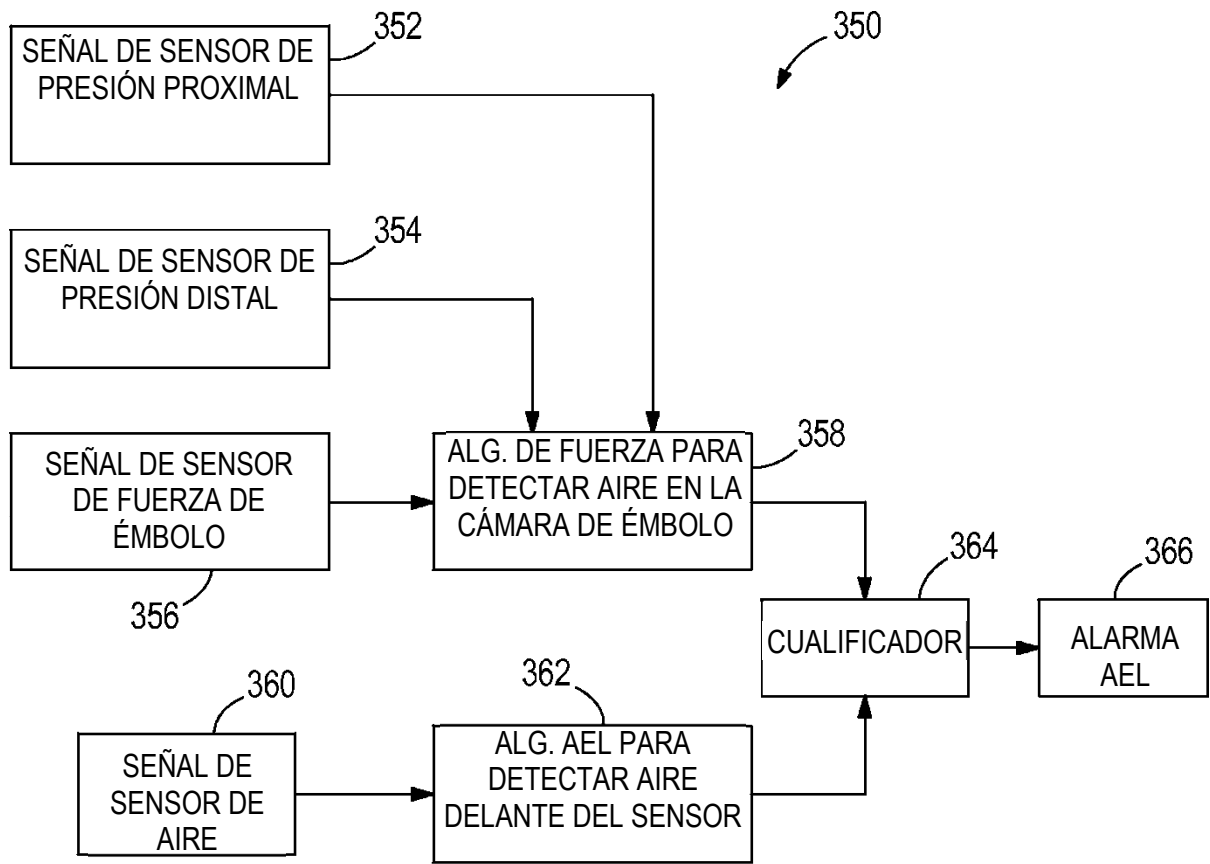 352
350
SEÑAL DE SENSOR DE
PRESIÓN PROXIMAL
354
SEÑAL DE SENSOR DE
PRESIÓN DISTAL
358
SEÑAL DE SENSOR
DE FUERZA DE
ÉMBOLO
356
ALG. DE FUERZA PARA
DETECTAR AIRE EN LA
CÁMARA DE ÉMBOLO
364
366
CUALIFICADOR
ALARMA
AEL
360
362
SEÑAL DE
SENSOR DE
AIRE
ALG. AEL PARA
DETECTAR AIRE
DELANTE DEL SENSOR